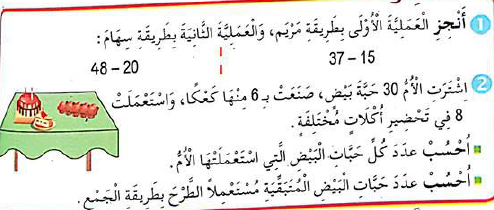 1 أُنْجِزِ الْعَمَلِيَّةَ الْأُولَى بِطَرِيقَةِ مَرْيَمَ، وَالْعَمَلِيَّةَ الثَّانِيَةَ بِطَرِيقَةِ سِهَامَ:
37 – 15
48 – 20
2 اِشْتَرَتِ الْأُمُّ 30 حَبَّةَ بَيْضٍ، صَنَعَتْ بِـ 6 مِنْهَا كَعْكًا، وَاسْتَعْمَلَتْ
8 فِي تَحْضِيرِ أُكْلَاتٍ مُخْتَلِفَةٍ.
أَحْسُبُ عَدَدَ كُلِّ حَبَّاتِ الْبَيْضِ الَّتِي اسْتَعْمَلَتْهَا الْأُمُّ.
أَحْسُبُ عَدَدَ حَبَّاتِ الْبَيْضِ الْمُتَبَقِّيَةِ مُسْتَعْمِلاً الطَّرْحَ بِطَرِيقَةِ الْجَمْعِ.